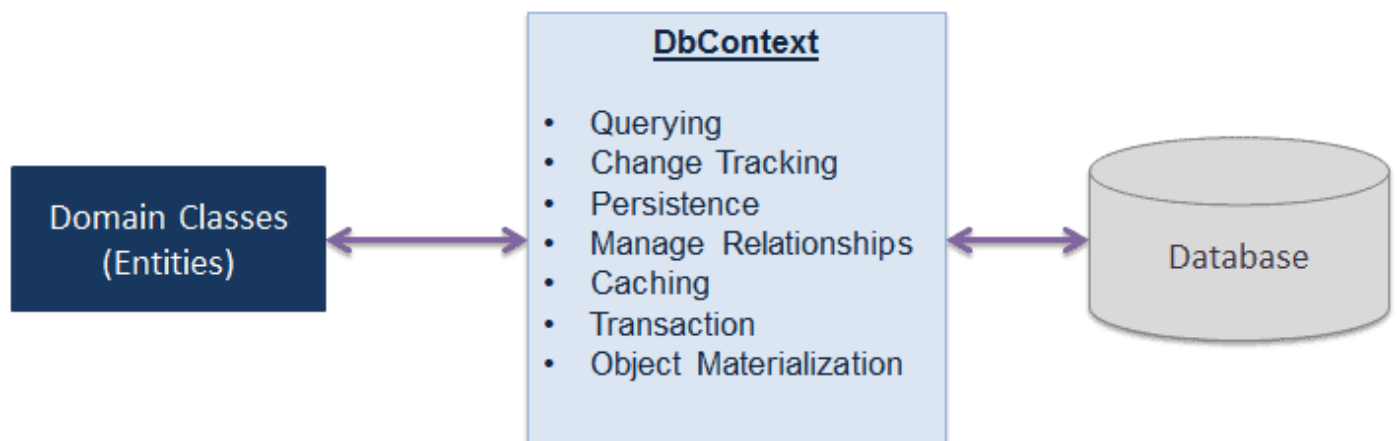 Domain Classes
(Entities)
DbContext
• Querying
• Change Tracking
• Persistence
• Manage Relationships
• Caching
• Transaction
• Object Materialization
Database